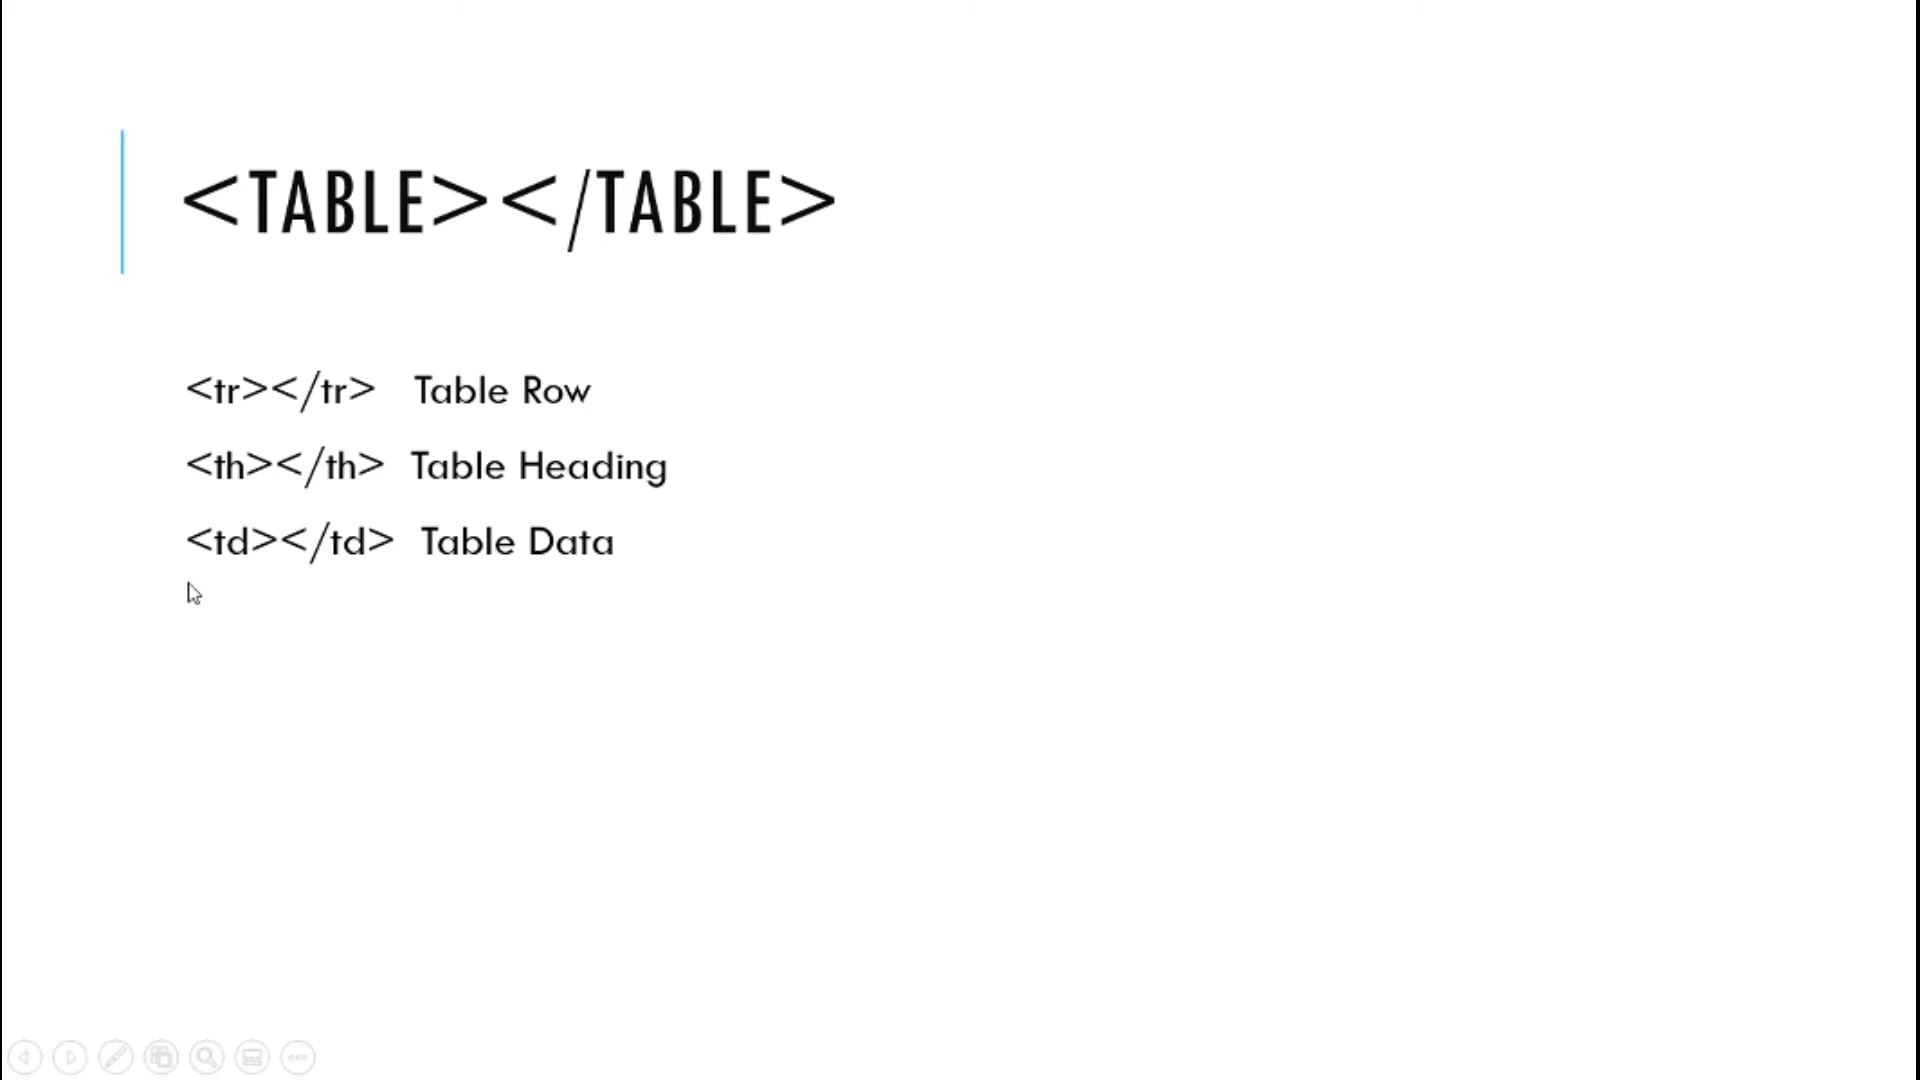 <TABLE></TABLE>
<tr></tr> Table Row
<th></th> Table Heading
<td></td> Table Data